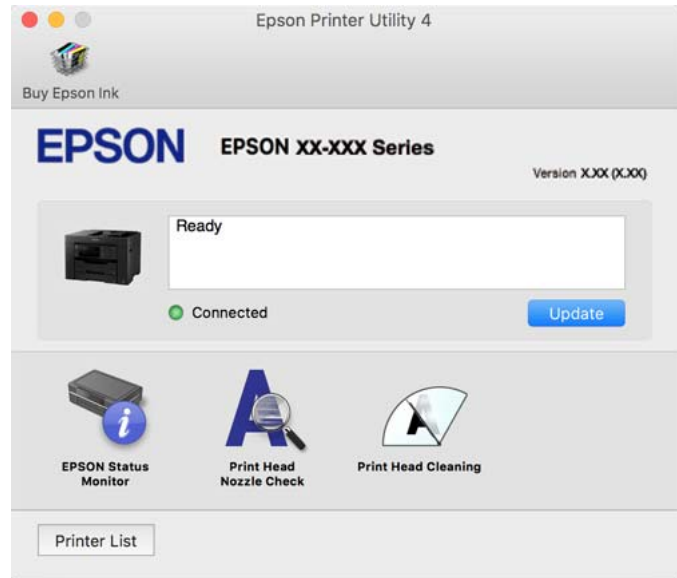 Epson Printer Utility 4
Buy Epson Ink
EPSON
EPSON XX-XXX Series
Version X.XX (X.XX)
Ready
Connected
Update
EPSON Status
Monitor
Print Head
Nozzle Check
Print Head Cleaning
Printer List